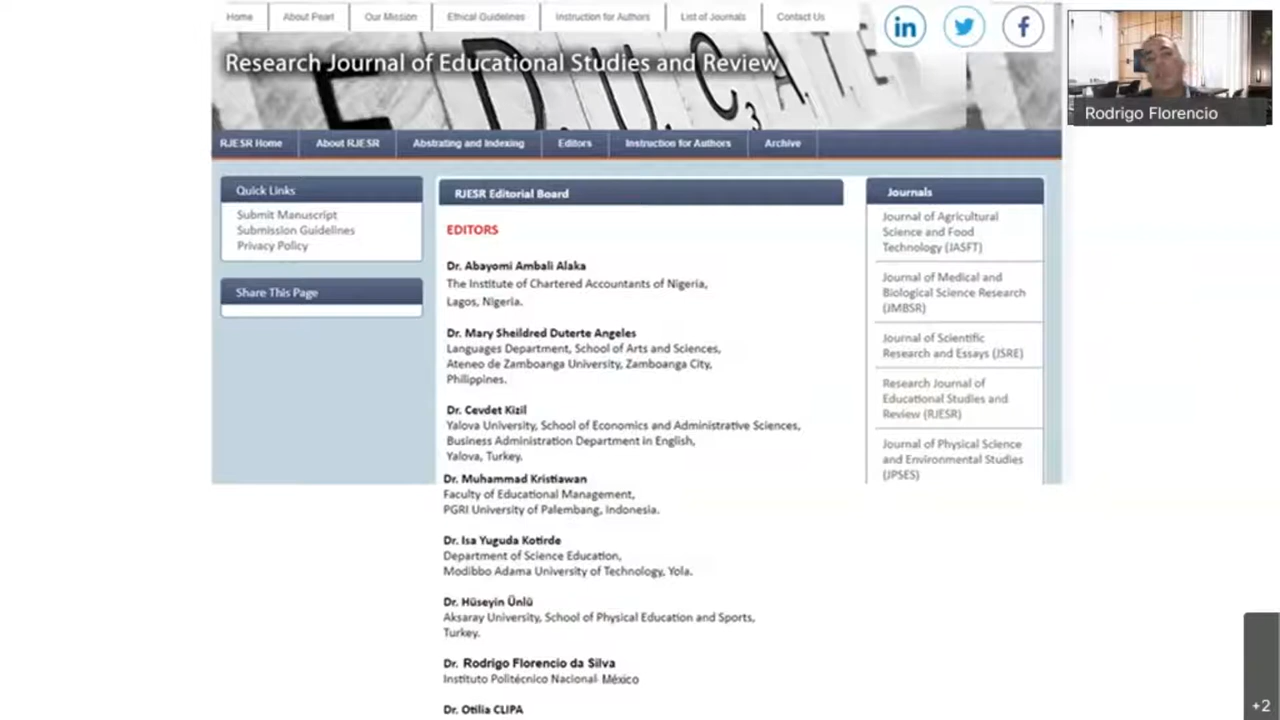 Home
About Pearl
Our Mission
Ethical Guidelines
Instruction for Authors
List of Journals
Contact Us
in
f
Rodrigo Florencio
Research Journal of Educational Studies and Review
E D U C A T E
3
RJESR Home
About RJESR
Abstrating and Indexing
Editors
Instruction for Authors
Archive
Quick Links
Submit Manuscript
Submission Guidelines
Privacy Policy
Share This Page
RJESR Editorial Board
EDITORS
Dr. Abayomi Ambali Alaka
The Institute of Chartered Accountants of Nigeria,
Lagos, Nigeria.
Dr. Mary Sheildred Duterte Angeles
Languages Department, School of Arts and Sciences,
Ateneo de Zamboanga University, Zamboanga City,
Philippines.
Dr. Cevdet Kizil
Yalova University, School of Economics and Administrative Sciences,
Business Administration Department in English,
Yalova, Turkey.
Dr. Muhammad Kristiawan
Faculty of Educational Management,
PGRI University of Palembang, Indonesia.
Dr. Isa Yuguda Kotirde
Department of Science Education,
Modibbo Adama University of Technology, Yola.
Dr. Hüseyin Ünlü
Aksaray University, School of Physical Education and Sports,
Turkey.
Dr. Rodrigo Florencio da Silva
Instituto Politécnico Nacional- México
Dr. Otilia CLIPA
Journals
Journal of Agricultural
Science and Food
Technology (JASFT)
Journal of Medical and
Biological Science Research
(JMBSR)
Journal of Scientific
Research and Essays (JSRE)
Research Journal of
Educational Studies and
Review (RJESR)
Journal of Physical Science
and Environmental Studies
(JPSES)
+2